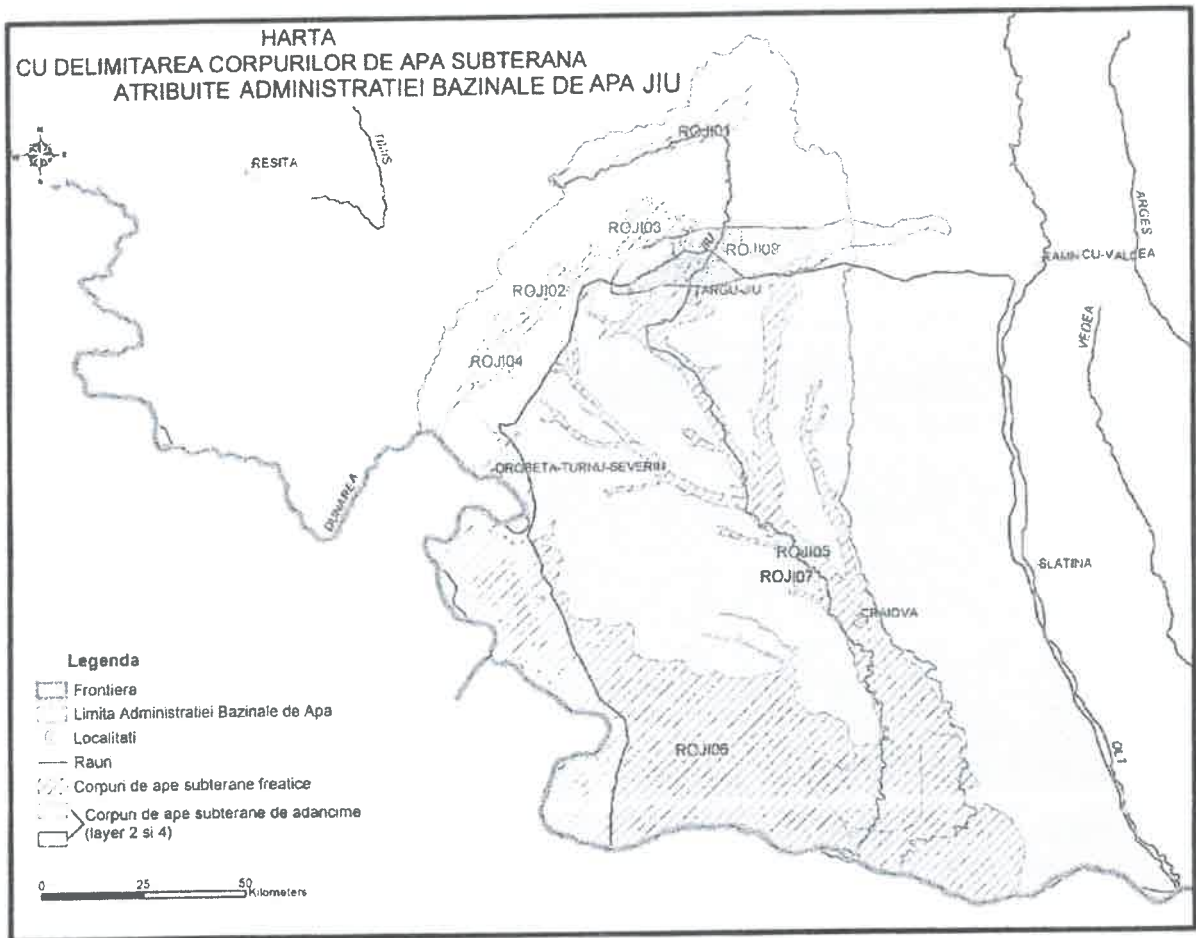 HARTA
CU DELIMITAREA CORPURILOR DE APA SUBTERANA
ATRIBUITE ADMINISTRATIEI BAZINALE DE APA JIU
ROJI01
TIMIS
RESITA
ARGES
ROJI03
JIU
ROJI08
RAMNICU-VALCEA
ROJI02
TARGU-JIU
VEDEA
ROJI04
DROBETA-TURNU-SEVERIN
DUNAREA
ROJI05
SLATINA
ROJI07
CRAIOVA
Legenda
Frontiera
Limita Administratiei Bazinale de Apa
Localitati
Rauri
ROJI06
OLT
Corpuri de ape subterane freatice
Corpuri de ape subterane de adancime
(layer 2 si 4)
0 25 50
Kilometers